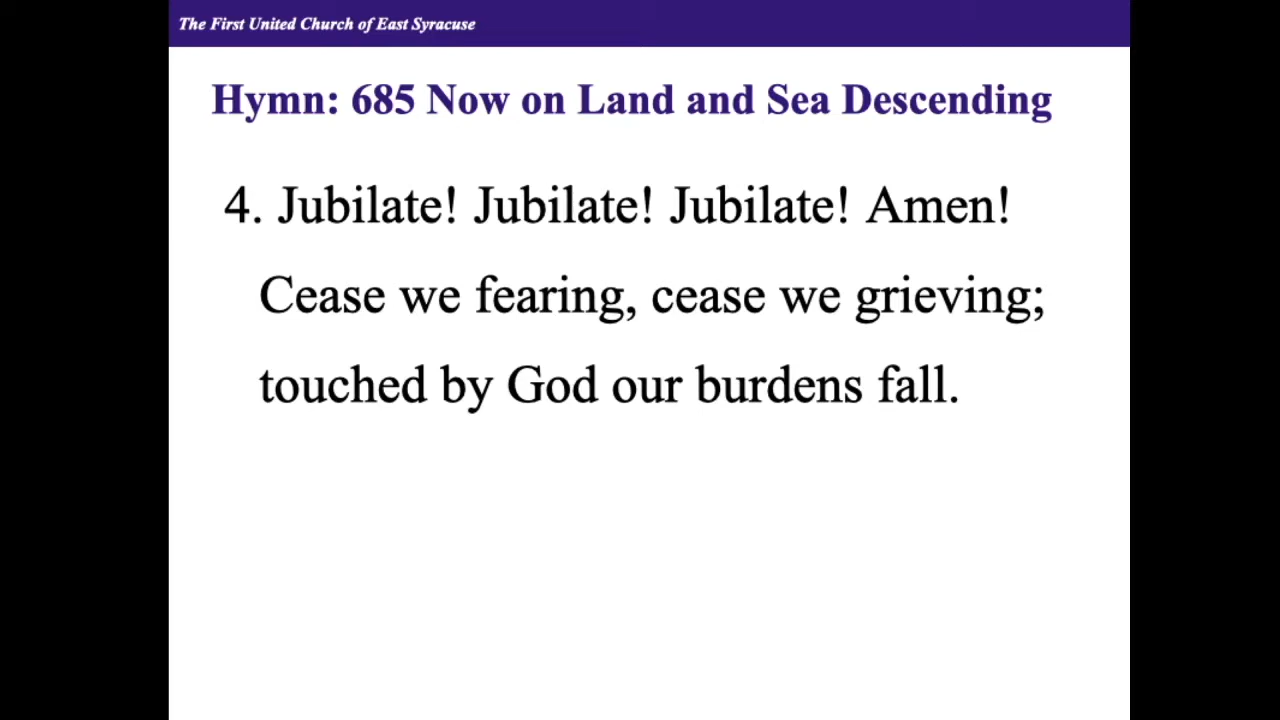 The First United Church of East Syracuse
Hymn: 685 Now on Land and Sea Descending
4. Jubilate! Jubilate! Jubilate! Amen!
Cease we fearing, cease we grieving;
touched by God our burdens fall.